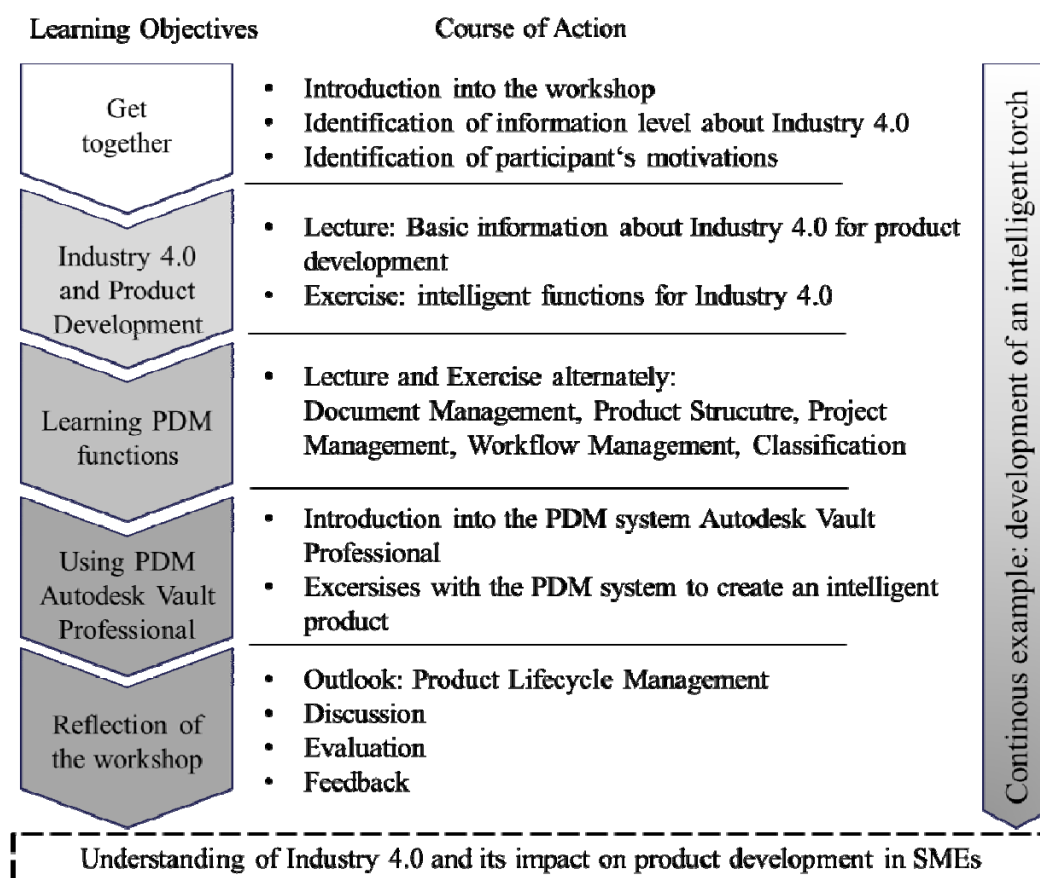 Learning Objectives
Course of Action
Get
together
• Introduction into the workshop
• Identification of information level about Industry 4.0
• Identification of participant‘s motivations
Industry 4.0
and Product
Development
• Lecture: Basic information about Industry 4.0 for product
development
• Exercise: intelligent functions for Industry 4.0
Learning PDM
functions
• Lecture and Exercise alternately:
Document Management, Product Strucutre, Project
Management, Workflow Management, Classification
Using PDM
Autodesk Vault
Professional
• Introduction into the PDM system Autodesk Vault
Professional
• Excersises with the PDM system to create an intelligent
product
Reflection of
the workshop
• Outlook: Product Lifecycle Management
• Discussion
• Evaluation
• Feedback
Continous example: development of an intelligent torch
Understanding of Industry 4.0 and its impact on product development in SMEs